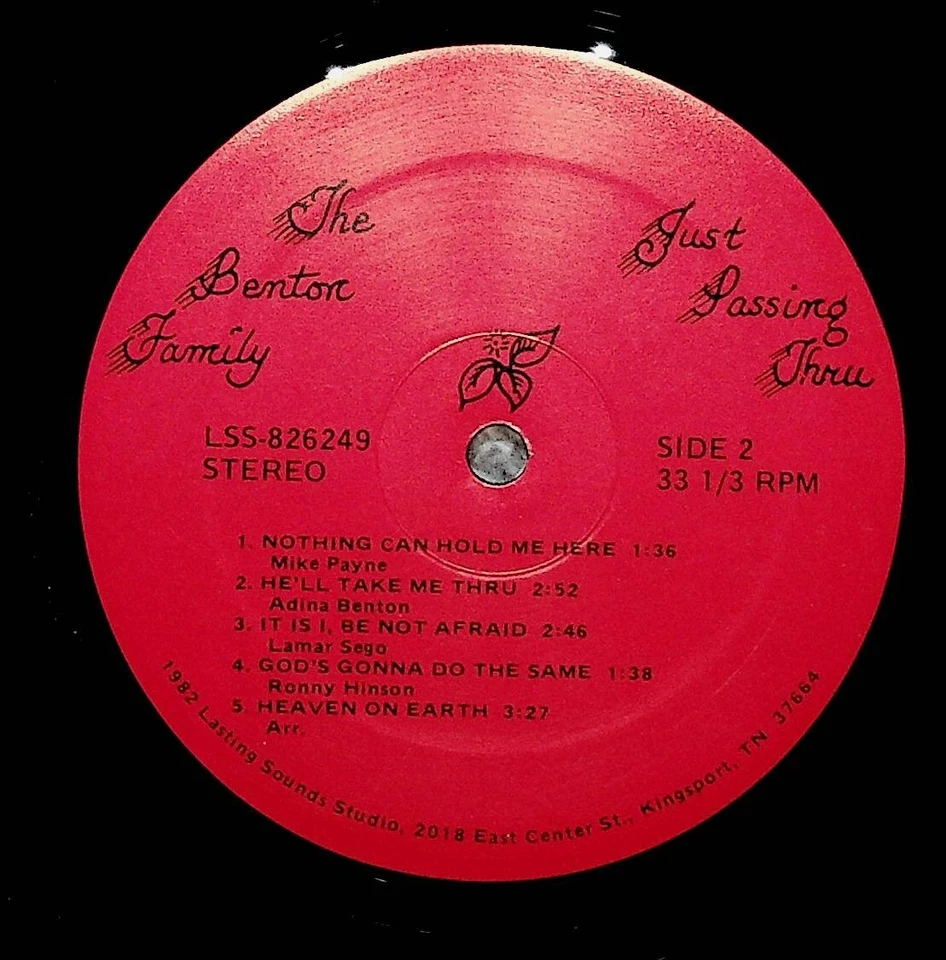 The
Benton
Family
Just
Passing
Thru
LSS-826249
STEREO
SIDE 2
33 1/3 RPM
1. NOTHING CAN HOLD ME HERE 1:36
Mike Payne
2. HE'LL TAKE ME THRU 2:52
Adina Benton
3. IT IS I, BE NOT AFRAID 2:46
Lamar Sego
4. GOD'S GONNA DO THE SAME 1:38
Ronny Hinson
5. HEAVEN ON EARTH 3:27
Arr.
1982 Lasting Sounds Studio, 2018 East Center St., Kingsport, TN 37664